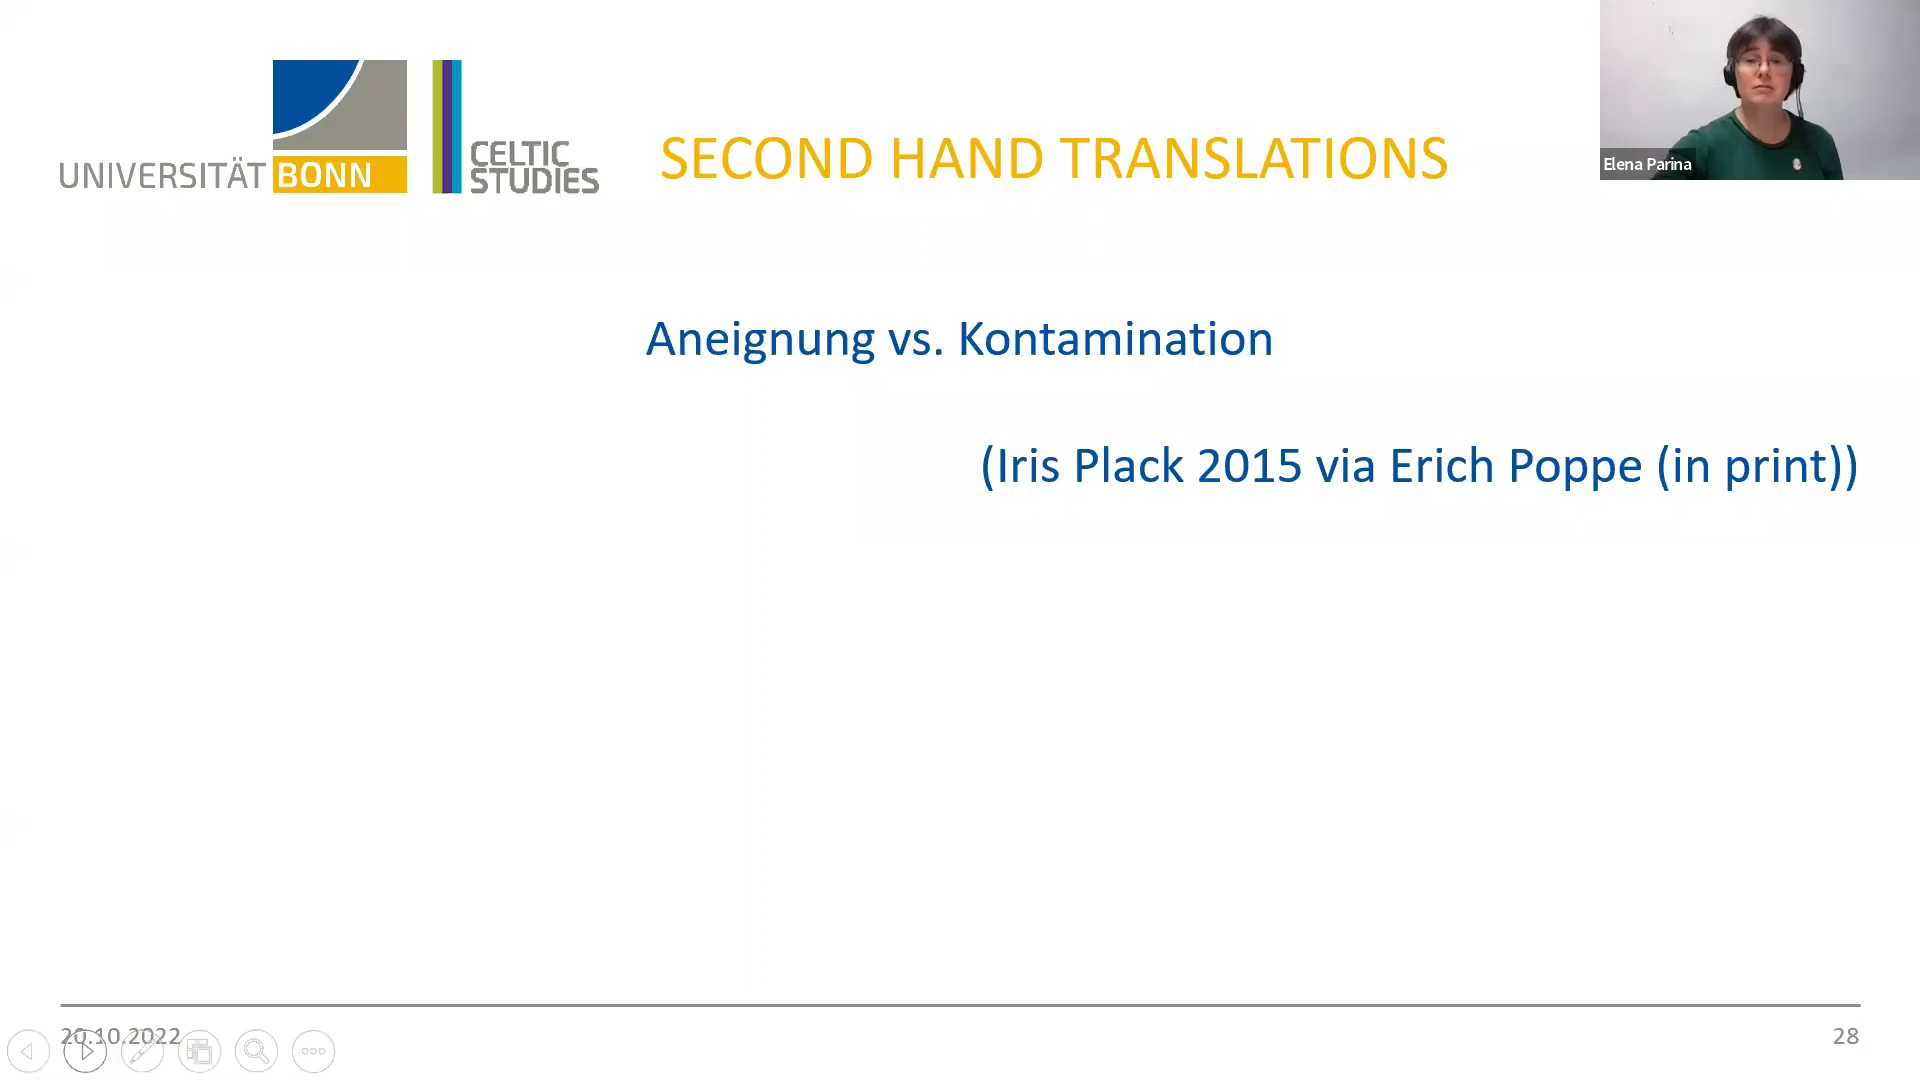 UNIVERSITÄT BONN
CELTIC
STUDIES
SECOND HAND TRANSLATIONS
Elena Parina
Aneignung vs. Kontamination
(Iris Plack 2015 via Erich Poppe (in print))
20.10.2022
28